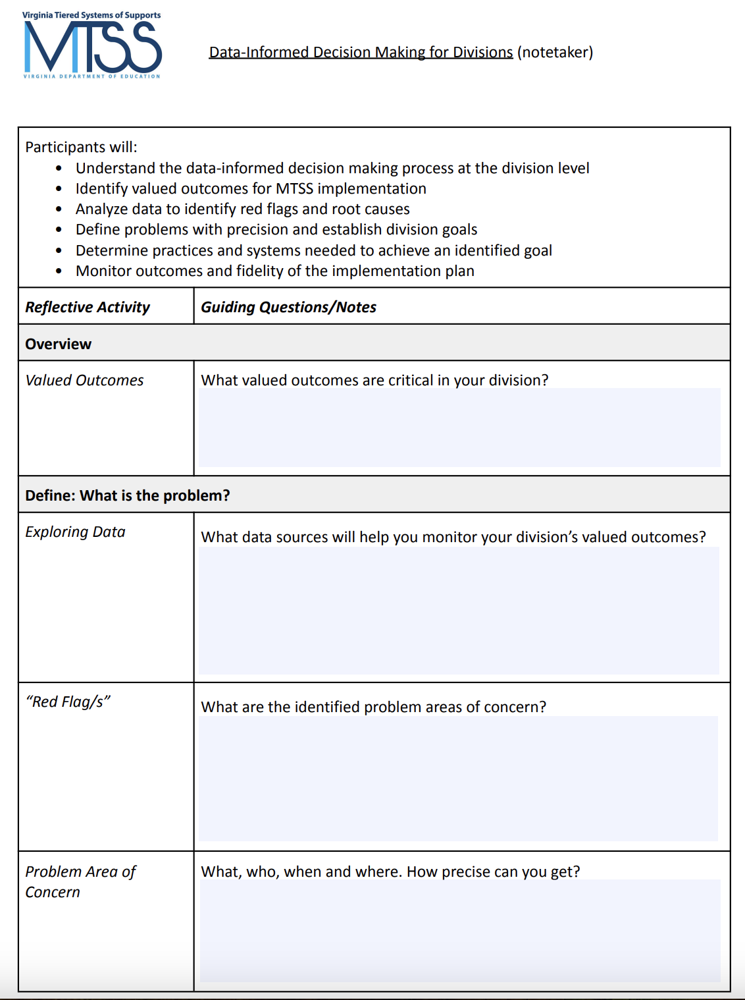 Virginia Tiered Systems of Supports
MTSS
VIRGINIA DEPARTMENT OF EDUCATION
Data-Informed Decision Making for Divisions (notetaker)
Participants will:
• Understand the data-informed decision making process at the division level
• Identify valued outcomes for MTSS implementation
• Analyze data to identify red flags and root causes
• Define problems with precision and establish division goals
• Determine practices and systems needed to achieve an identified goal
• Monitor outcomes and fidelity of the implementation plan
Reflective Activity
Guiding Questions/Notes
Overview
Valued Outcomes
What valued outcomes are critical in your division?
Define: What is the problem?
Exploring Data
What data sources will help you monitor your division’s valued outcomes?
“Red Flag/s”
What are the identified problem areas of concern?
Problem Area of
Concern
What, who, when and where. How precise can you get?